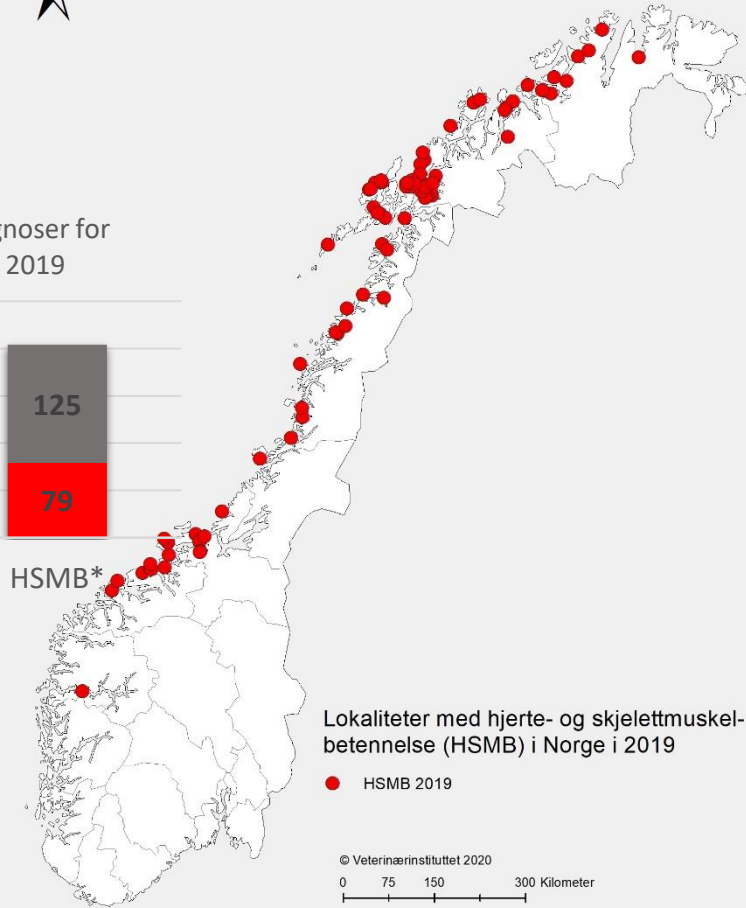 gnoser for
2019
125
79
HSMB*
Lokaliteter med hjerte- og skjelettmuskel-
betennelse (HSMB) i Norge i 2019
HSMB 2019
© Veterinærinstituttet 2020
0 75 150 300 Kilometer